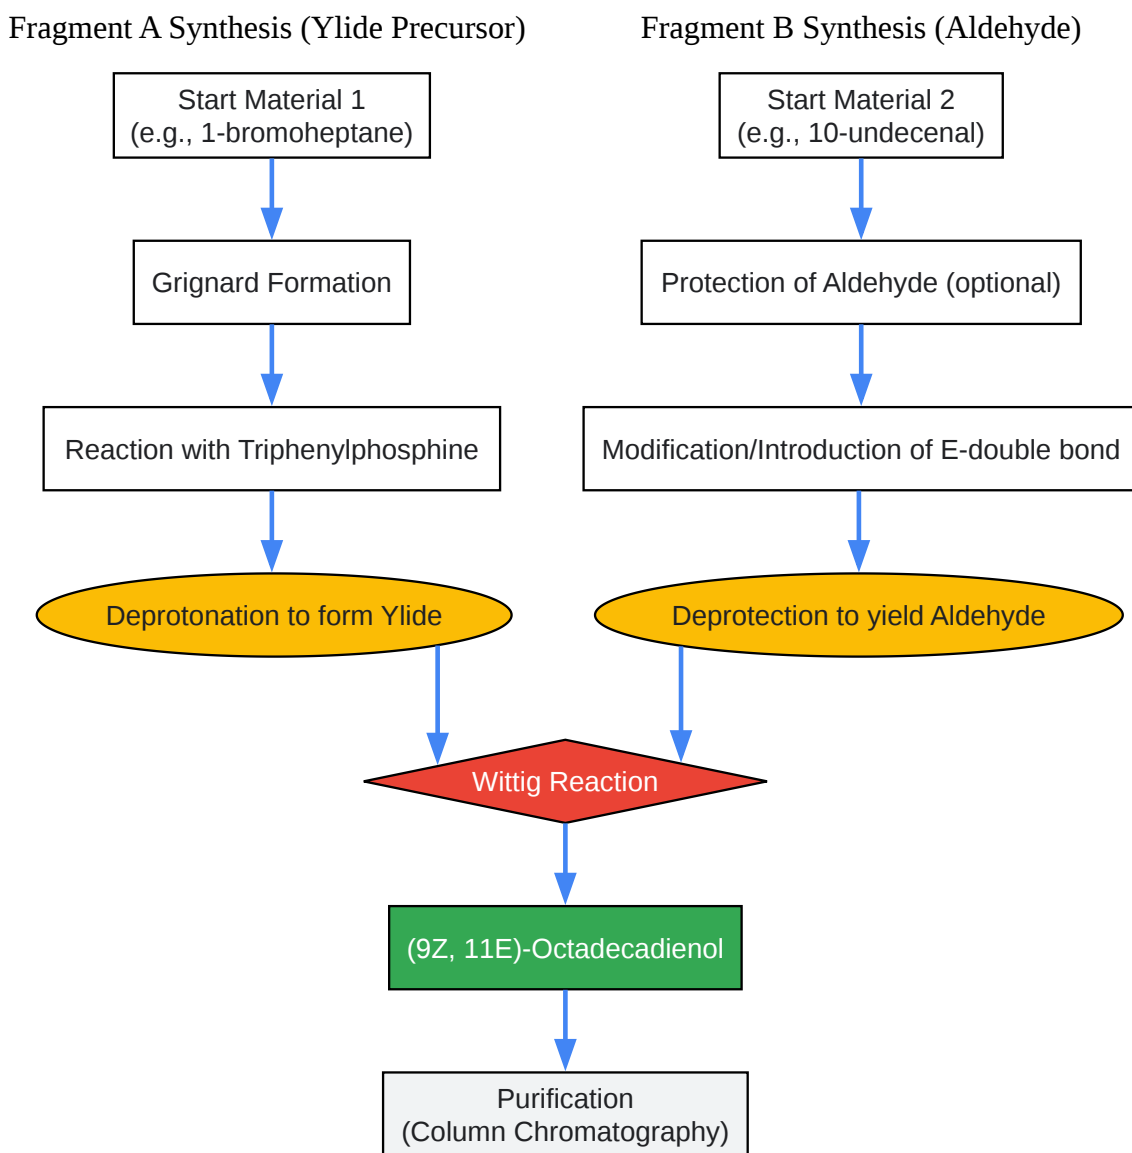 Fragment A Synthesis (Ylide Precursor)
Fragment B Synthesis (Aldehyde)
Start Material 1
(e.g., 1-bromoheptane)
Start Material 2
(e.g., 10-undecenal)
Grignard Formation
Protection of Aldehyde (optional)
Reaction with Triphenylphosphine
Modification/Introduction of E-double bond
Deprotonation to form Ylide
Deprotection to yield Aldehyde
Wittig Reaction
(9Z, 11E)-Octadecadienol
Purification
(Column Chromatography)